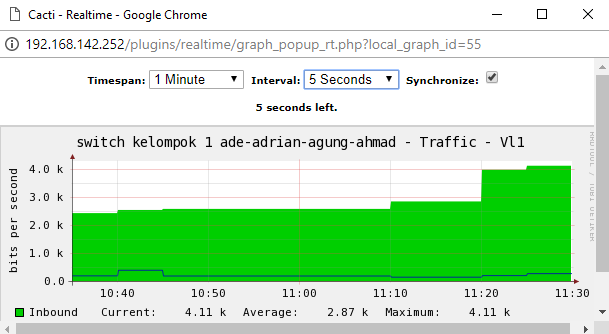 Cacti - Realtime - Google Chrome
192.168.142.252/plugins/realtime/graph_popup_rt.php?local_graph_id=55
Timespan: 1 Minute Interval: 5 Seconds Synchronize:
5 seconds left.
switch kelompok 1 ade-adrian-agung-ahmad - Traffic - Vl1
bits per second
4.0 k
3.0 k
2.0 k
1.0 k
0.0
10:40 10:50 11:00 11:10 11:20 11:30
Inbound Current: 4.11 k Average: 2.87 k Maximum: 4.11 k